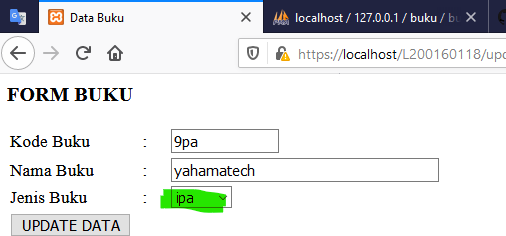 Data Buku
localhost / 127.0.0.1 / buku / bu
https://localhost/L200160118/upd
FORM BUKU
Kode Buku : 9pa
Nama Buku : yahamatech
Jenis Buku : ipa
UPDATE DATA